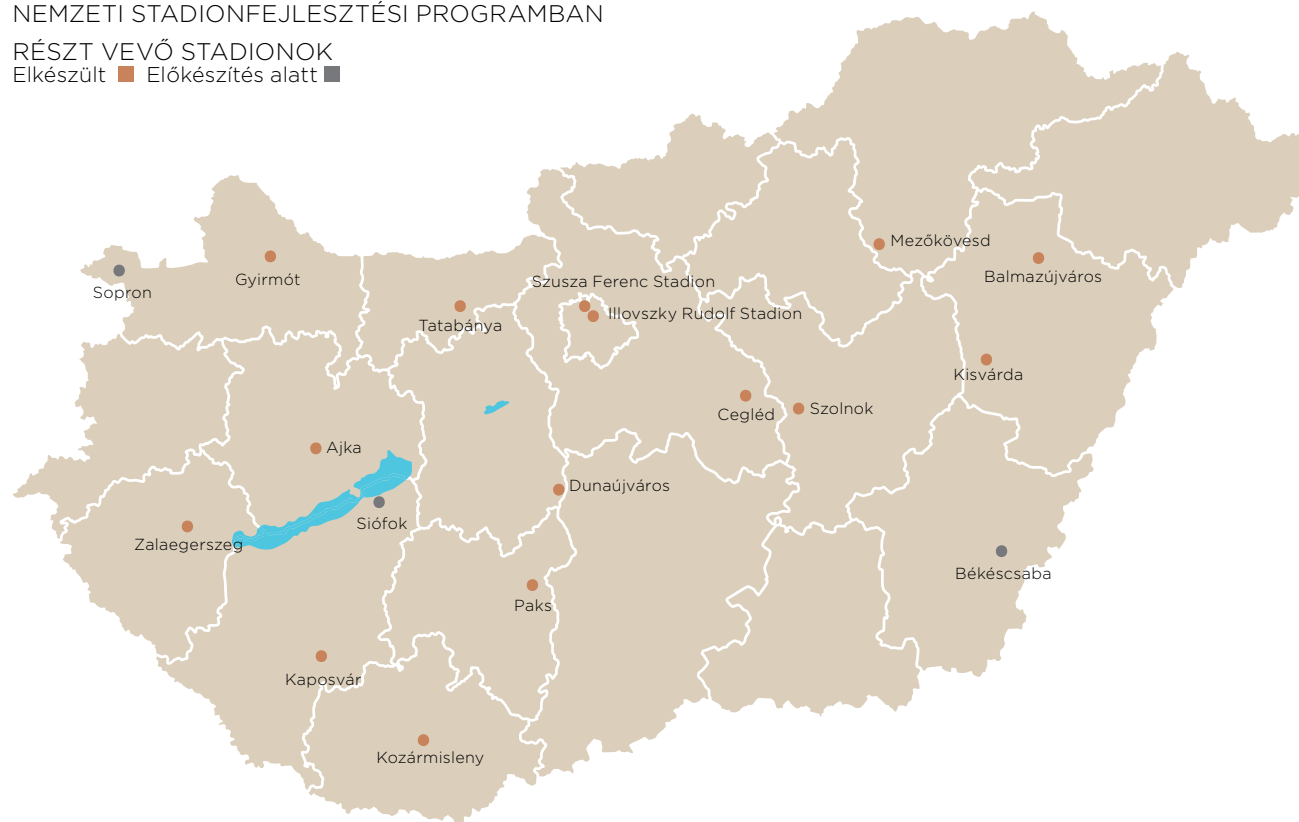 NEMZETI STADIONFEJLESZTÉSI PROGRAMBAN
RÉSZT VEVŐ STADIONOK
Elkészült Előkészítés alatt
Mezőkövesd
Balmazújváros
Sopron
Gyirmót
Szusza Ferenc Stadion
Illovszky Rudolf Stadion
Tatabánya
Kisvárda
Cegléd
Szolnok
Ajka
Dunaújváros
Siófok
Zalaegerszeg
Békéscsaba
Paks
Kaposvár
Kozármisleny